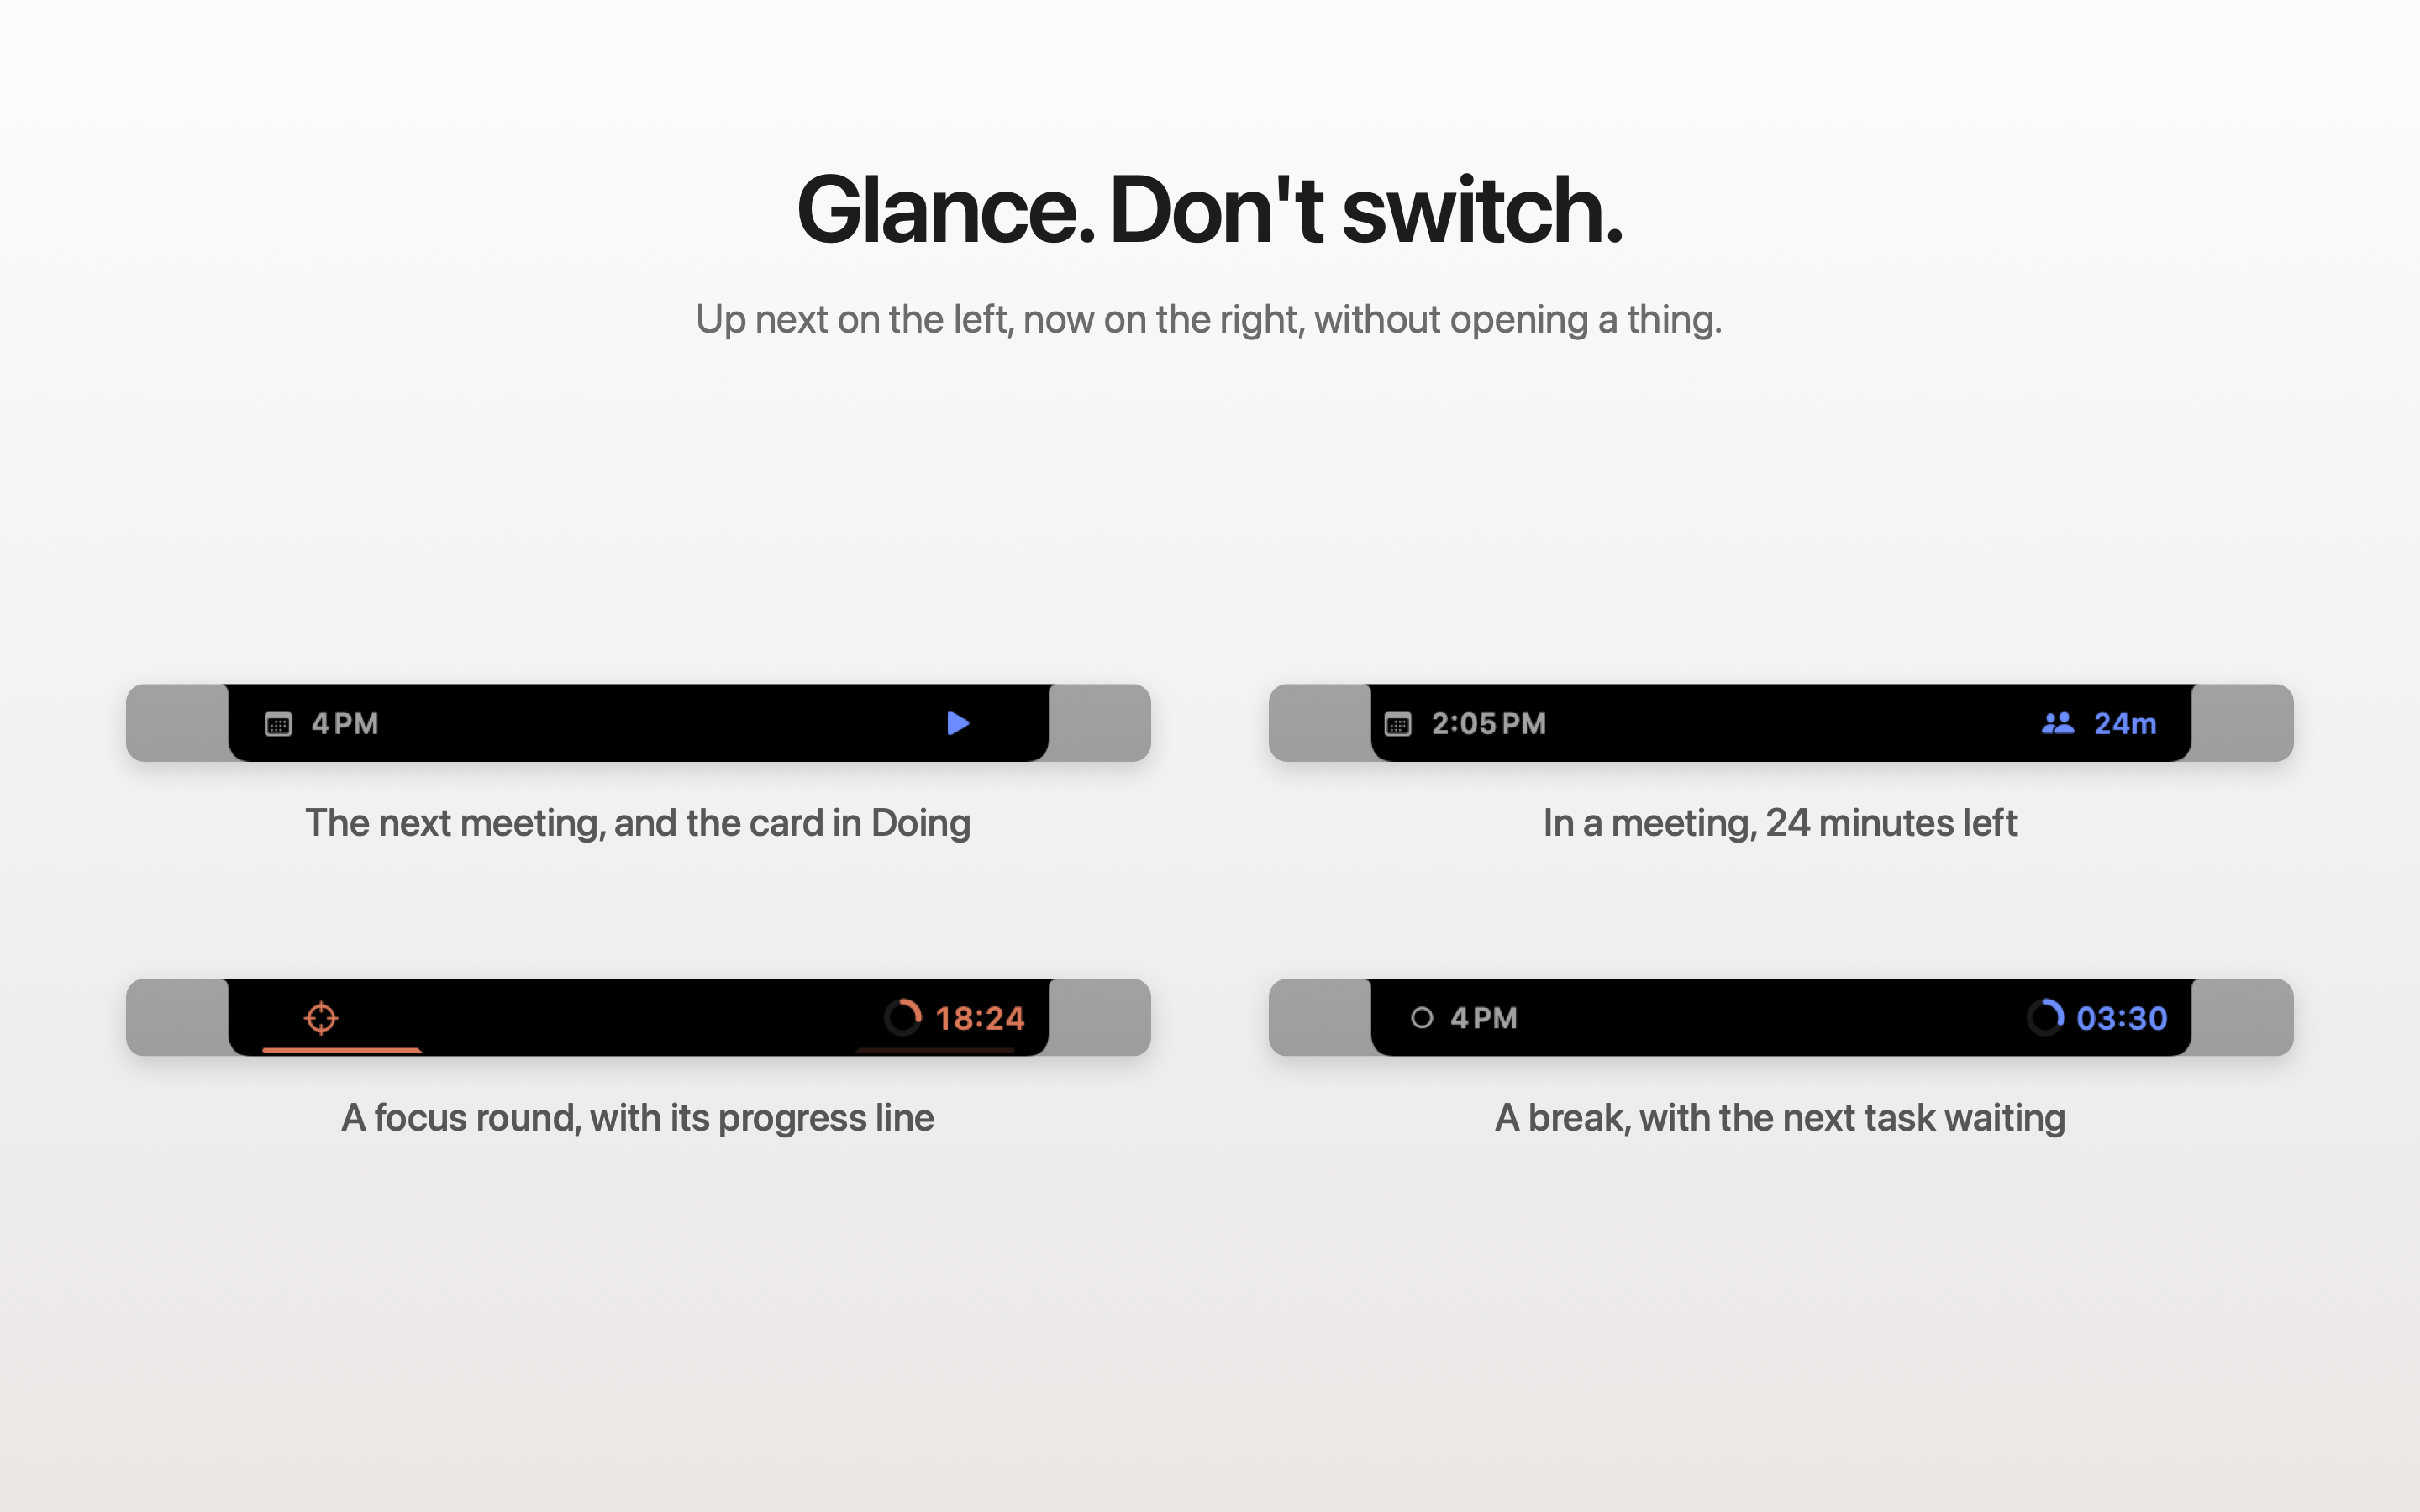 Glance. Don't switch.
Up next on the left, now on the right, without opening a thing.
4 PM
2:05 PM 24m
The next meeting, and the card in Doing
In a meeting, 24 minutes left
18:24
4 PM 03:30
A focus round, with its progress line
A break, with the next task waiting